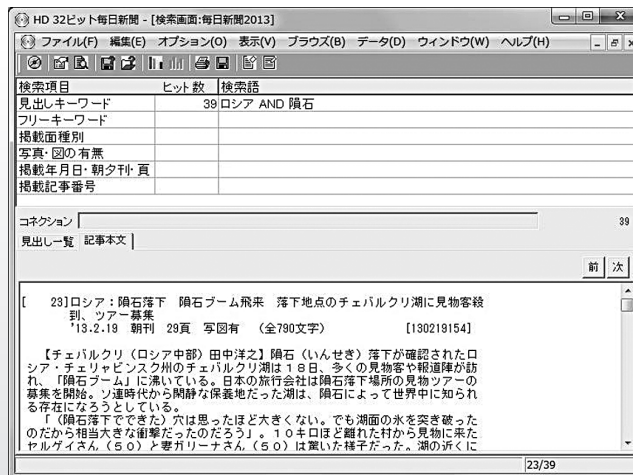 HD 32ビット毎日新聞 - [検索画面:毎日新聞2013]
ファイル(F) 編集(E) オプション(O) 表示(V) ブラウズ(B) データ(D) ウィンドウ(W) ヘルプ(H)
検索項目 ヒット数 検索語
見出しキーワード 39 ロシア AND 隕石
フリーキーワード
掲載面種別
写真・図の有無
掲載年月日・朝夕刊・頁
掲載記事番号
コネクション 39
見出し一覧 記事本文
前 次
[ 23]ロシア：隕石落下 隕石ブーム飛来 落下地点のチェバルクリ湖に見物客殺
到、ツアー募集
'13.2.19 朝刊 29頁 写図有 （全790文字） [130219154]
【チェバルクリ（ロシア中部）田中洋之】隕石（いんせき）落下が確認されたロ
シア・チェリャビンスク州のチェバルクリ湖は１８日、多くの見物客や報道陣が訪
れ、「隕石ブーム」に沸いている。日本の旅行会社は隕石落下場所の見物ツアーの
募集を開始。ソ連時代から閑静な保養地だった湖は、隕石によって世界中に知られ
る存在になろうとしている。
「（隕石落下でできた）穴は思ったほど大きくない。でも湖面の氷を突き破った
のだから相当大きな衝撃だったのだろう」。１０キロほど離れた村から見物に来た
セルゲイさん（５０）と妻ガリーナさん（５０）は驚いた様子だった。湖の近くに
23/39